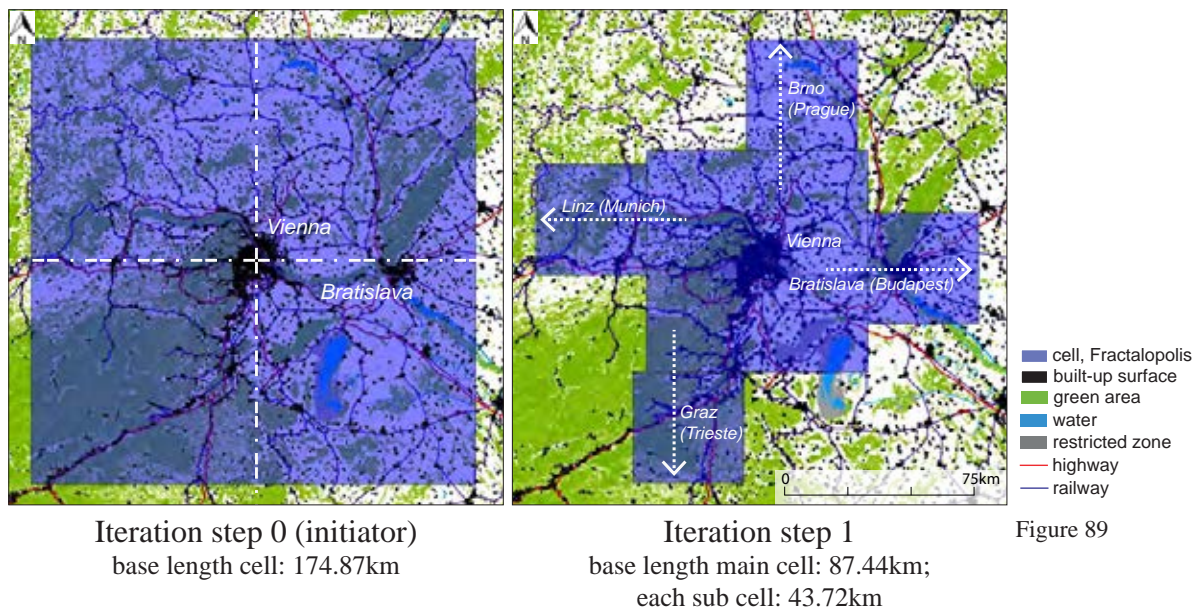 Vienna
Bratislava
Brno
(Prague)
Linz (Munich)
Vienna
Bratislava (Budapest)
Graz
(Trieste)
0 75km
cell, Fractalopolis
built-up surface
green area
water
restricted zone
highway
railway
Iteration step 0 (initiator)
base length cell: 174.87km
Iteration step 1
base length main cell: 87.44km;
each sub cell: 43.72km
Figure 89